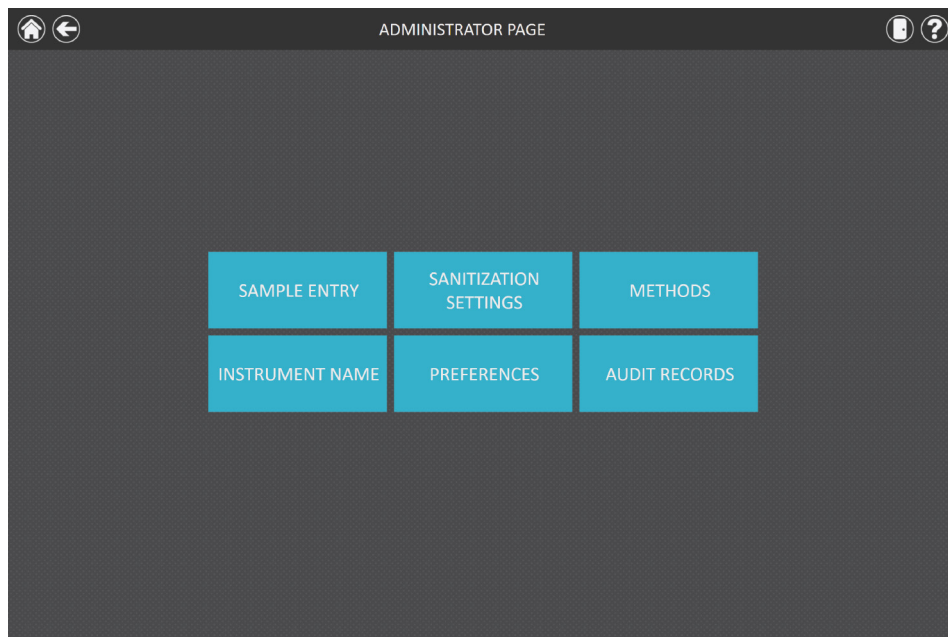 ADMINISTRATOR PAGE
?
SAMPLE ENTRY
SANITIZATION
SETTINGS
METHODS
INSTRUMENT NAME
PREFERENCES
AUDIT RECORDS